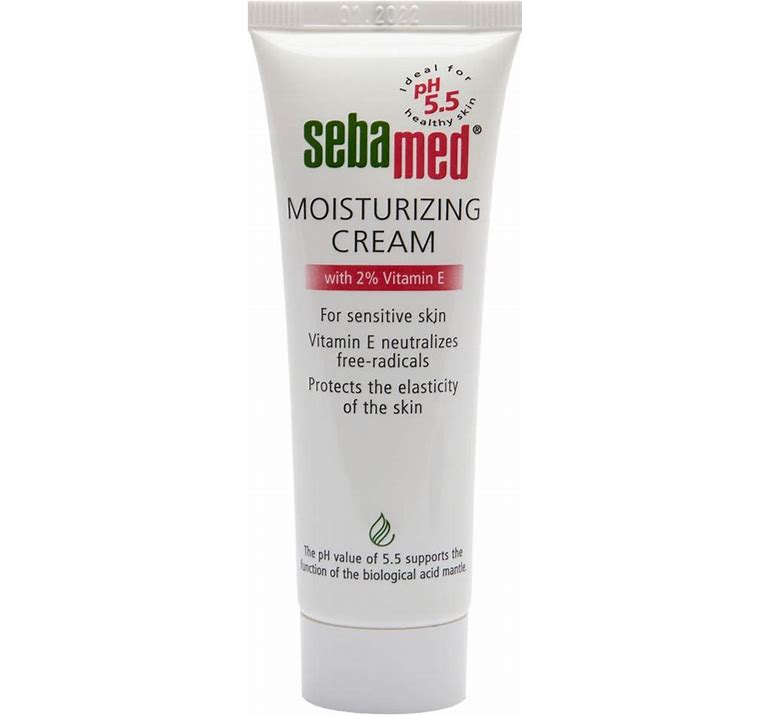 01.2022
ideal for
pH
5.5
healthy skin
sebamed®
MOISTURIZING
CREAM
with 2% Vitamin E
For sensitive skin
Vitamin E neutralizes
free-radicals
Protects the elasticity
of the skin
The pH value of 5.5 supports the
function of the biological acid mantle.